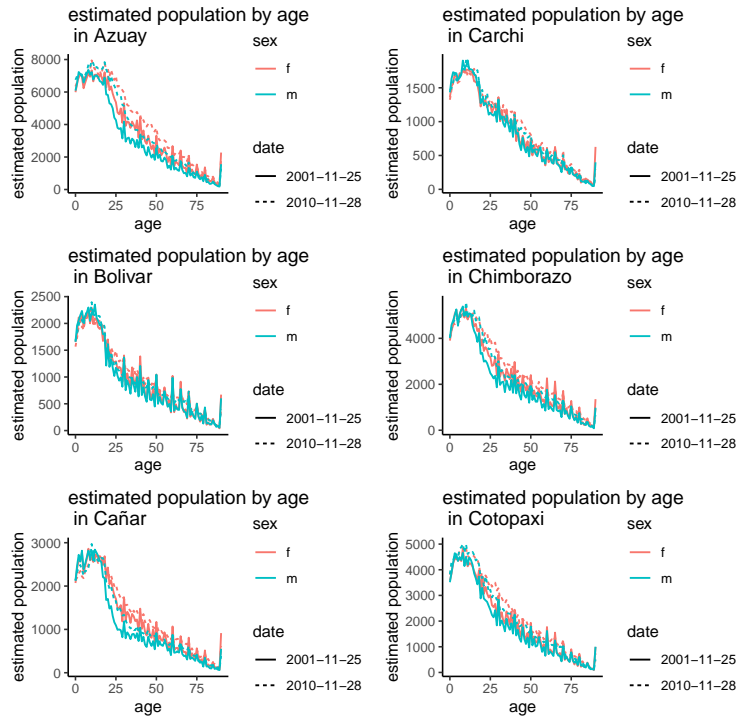 estimated population by age
in Azuay
estimated population
8000
6000
4000
2000
0
0 25 50 75
age
sex
f
m
date
2001−11−25
2010−11−28
estimated population by age
in Carchi
estimated population
1500
1000
500
0
0 25 50 75
age
sex
f
m
date
2001−11−25
2010−11−28
estimated population by age
in Bolivar
estimated population
2500
2000
1500
1000
500
0
0 25 50 75
age
sex
f
m
date
2001−11−25
2010−11−28
estimated population by age
in Chimborazo
estimated population
4000
2000
0
0 25 50 75
age
sex
f
m
date
2001−11−25
2010−11−28
estimated population by age
in Cañar
estimated population
3000
2000
1000
0
0 25 50 75
age
sex
f
m
date
2001−11−25
2010−11−28
estimated population by age
in Cotopaxi
estimated population
5000
4000
3000
2000
1000
0
0 25 50 75
age
sex
f
m
date
2001−11−25
2010−11−28